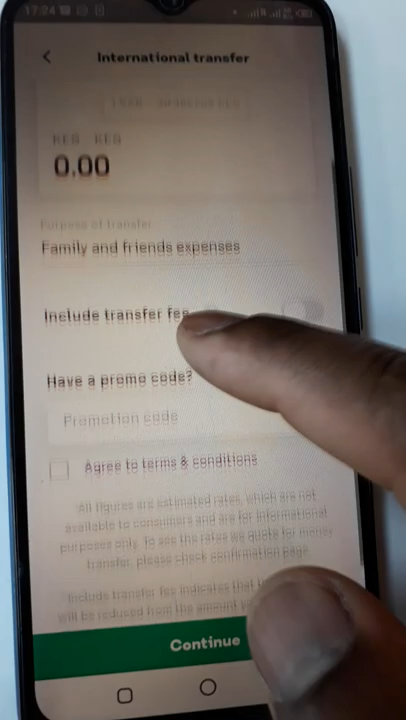 17:24
International transfer
KES KES
0.00
Purpose of transfer
Family and friends expenses
Include transfer fee
Have a promo code?
Promotion code
Agree to terms & conditions
All figures are estimated rates, which are not
available to consumers and are for informational
purposes only. To see the rates we quote for money
transfer, please check confirmation page.
Include transfer fee indicates that
will be reduced from the amount
Continue